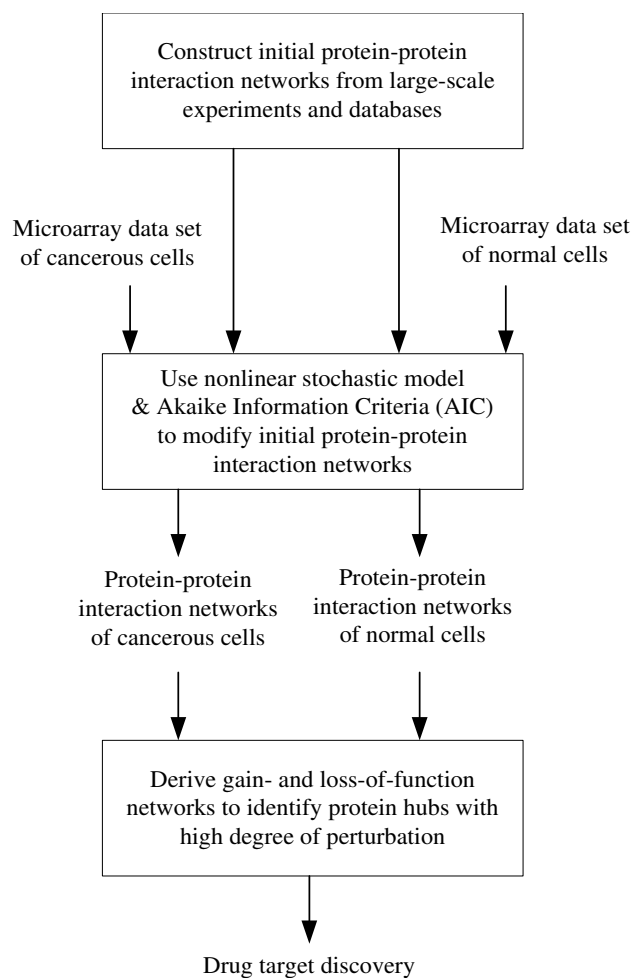 Construct initial protein-protein
interaction networks from large-scale
experiments and databases
Microarray data set
of cancerous cells
Microarray data set
of normal cells
Use nonlinear stochastic model
& Akaike Information Criteria (AIC)
to modify initial protein-protein
interaction networks
Protein-protein
interaction networks
of cancerous cells
Protein-protein
interaction networks
of normal cells
Derive gain- and loss-of-function
networks to identify protein hubs with
high degree of perturbation
Drug target discovery